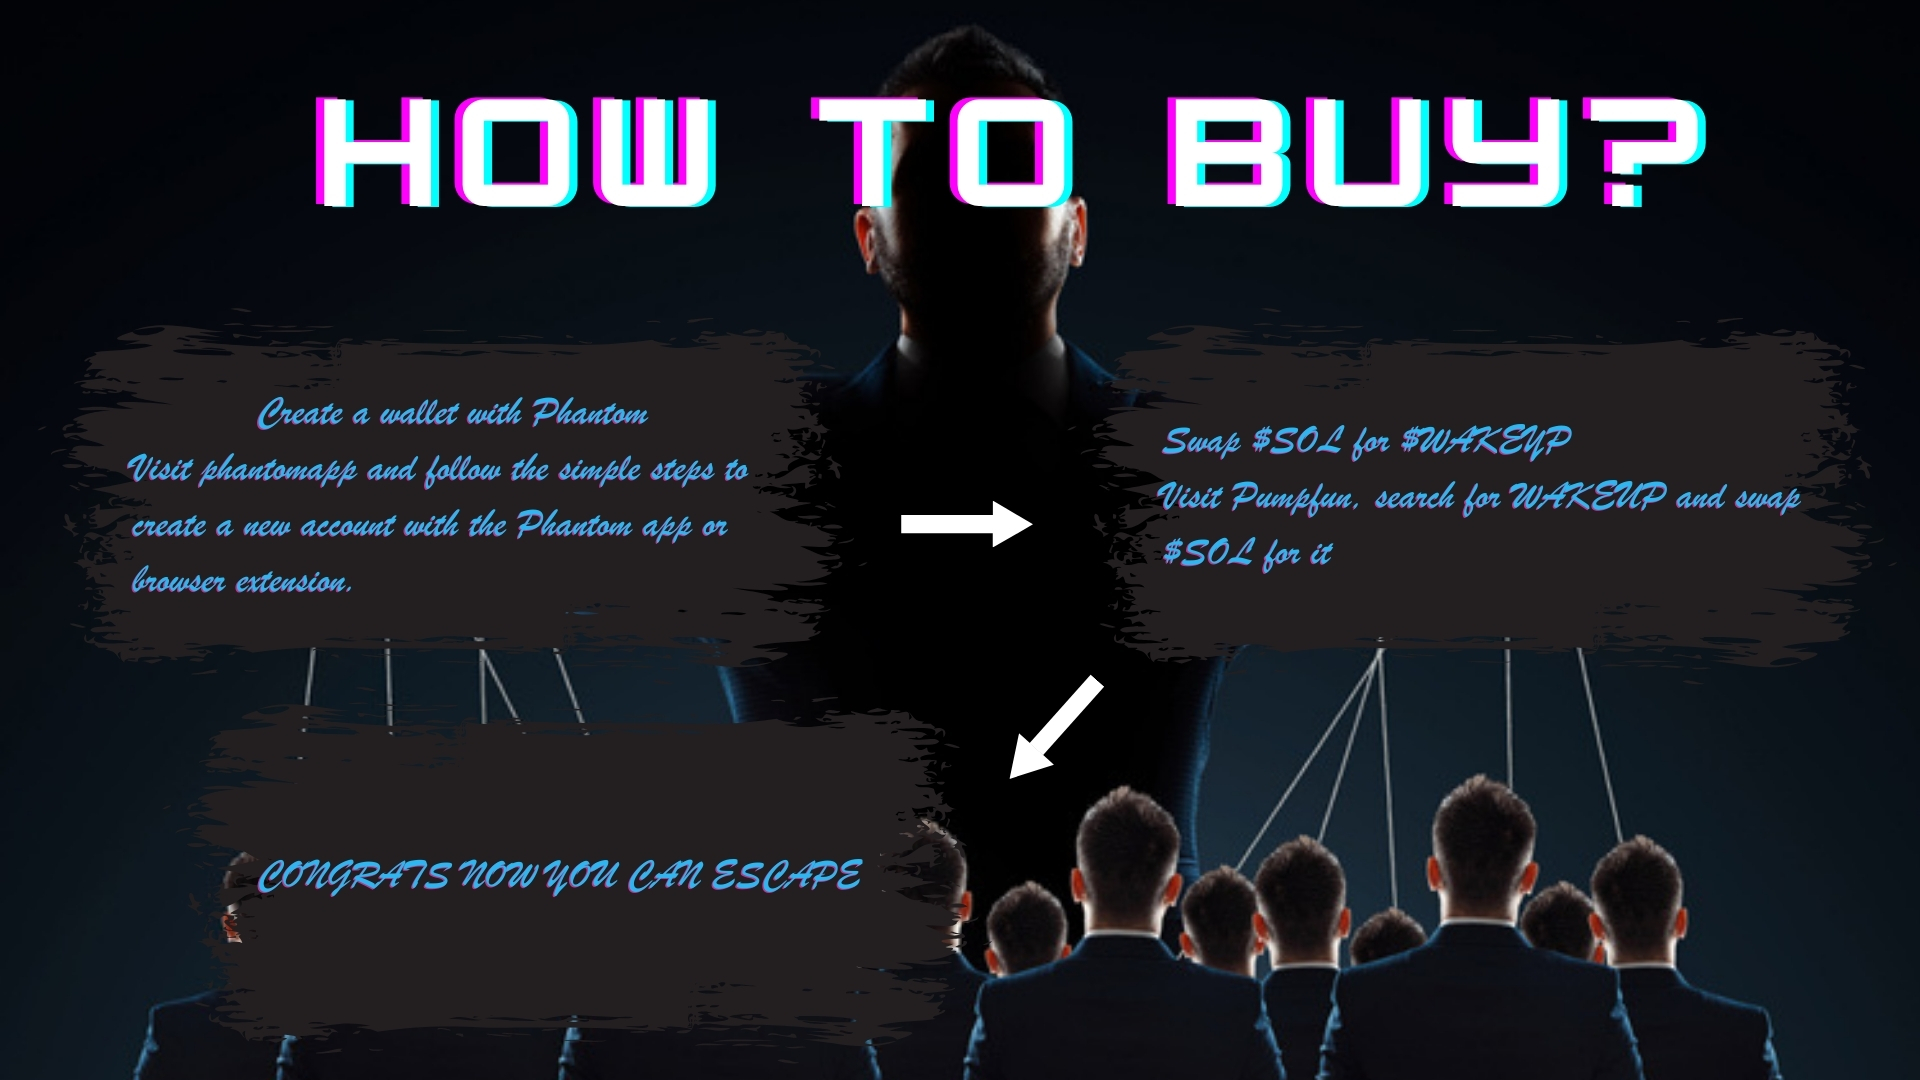 HOW TO BUY?
Create a wallet with Phantom
Visit phantomapp and follow the simple steps to
create a new account with the Phantom app or
browser extension.
Swap $SOL for $WAKEYP
Visit Pumpfun, search for WAKEUP and swap
$SOL for it
CONGRATS NOW YOU CAN ESCAPE